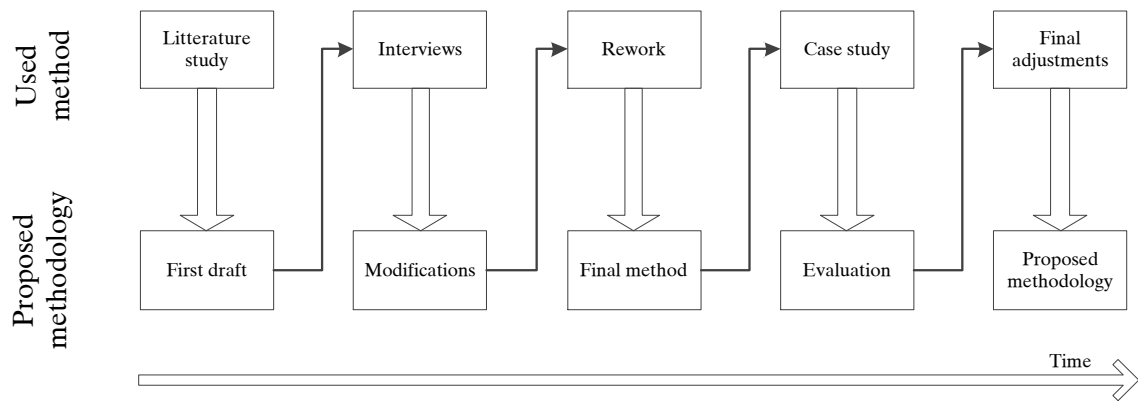 Used
method
Litterature
study
Interviews
Rework
Case study
Final
adjustments
Proposed
methodology
First draft
Modifications
Final method
Evaluation
Proposed
methodology
Time